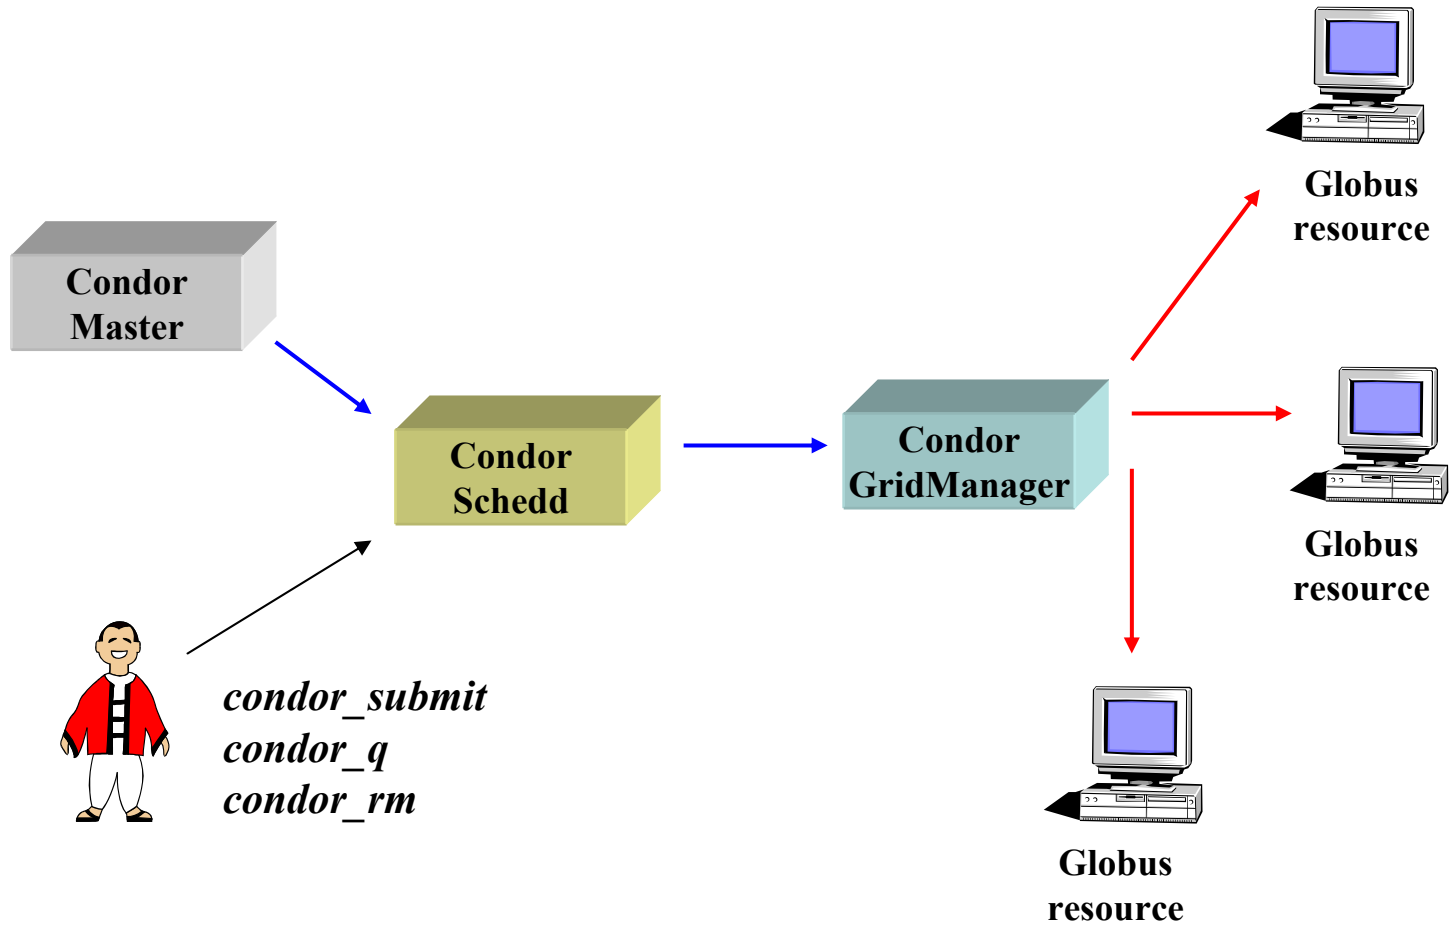 Globus
resource
Condor
Master
Condor
Schedd
Condor
GridManager
Globus
resource
condor_submit
condor_q
condor_rm
Globus
resource